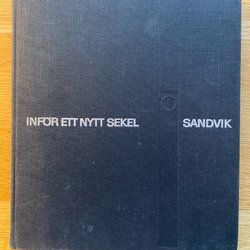 INFÖR ETT NYTT SEKEL SANDVIK